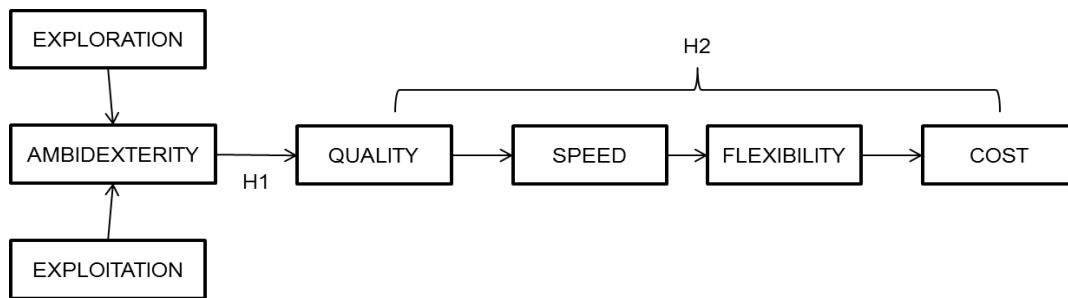 EXPLORATION
H2
AMBIDEXTERITY
H1
QUALITY
SPEED
FLEXIBILITY
COST
EXPLOITATION